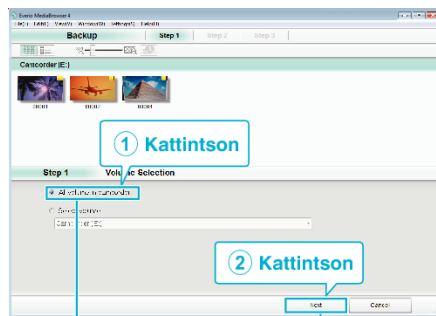 Everio MediaBrowser 4
Backup Step 1 Step 2 Step 3
Camcorder (E:)
① Kattintson
Step 1 Volume Selection
All volume in camcorder
② Kattintson
Next Cancel